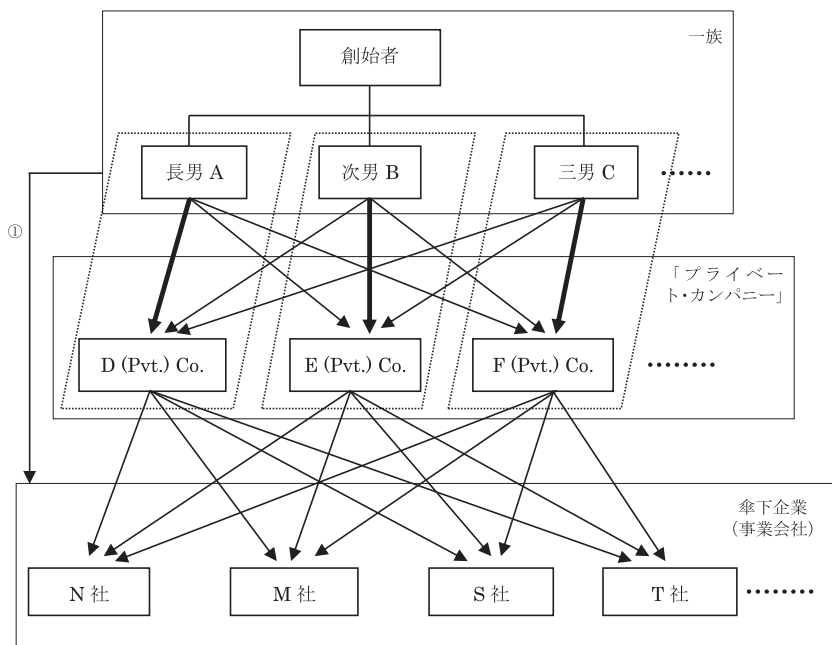 一族
創始者
長男 A
次男 B
三男 C
……
①
「プライベー
ト・カンパニー」
D (Pvt.) Co.
E (Pvt.) Co.
F (Pvt.) Co.
……
傘下企業
（事業会社）
N 社
M 社
S 社
T 社
……